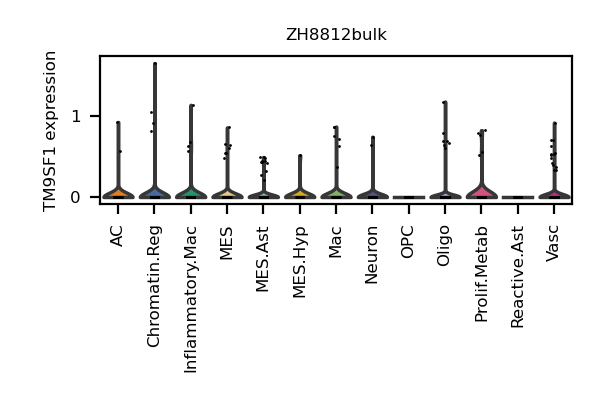 ZH8812bulk
TM9SF1 expression
1
0
AC
Chromatin.Reg
Inflammatory.Mac
MES
MES.Ast
MES.Hyp
Mac
Neuron
OPC
Oligo
Prolif.Metab
Reactive.Ast
Vasc